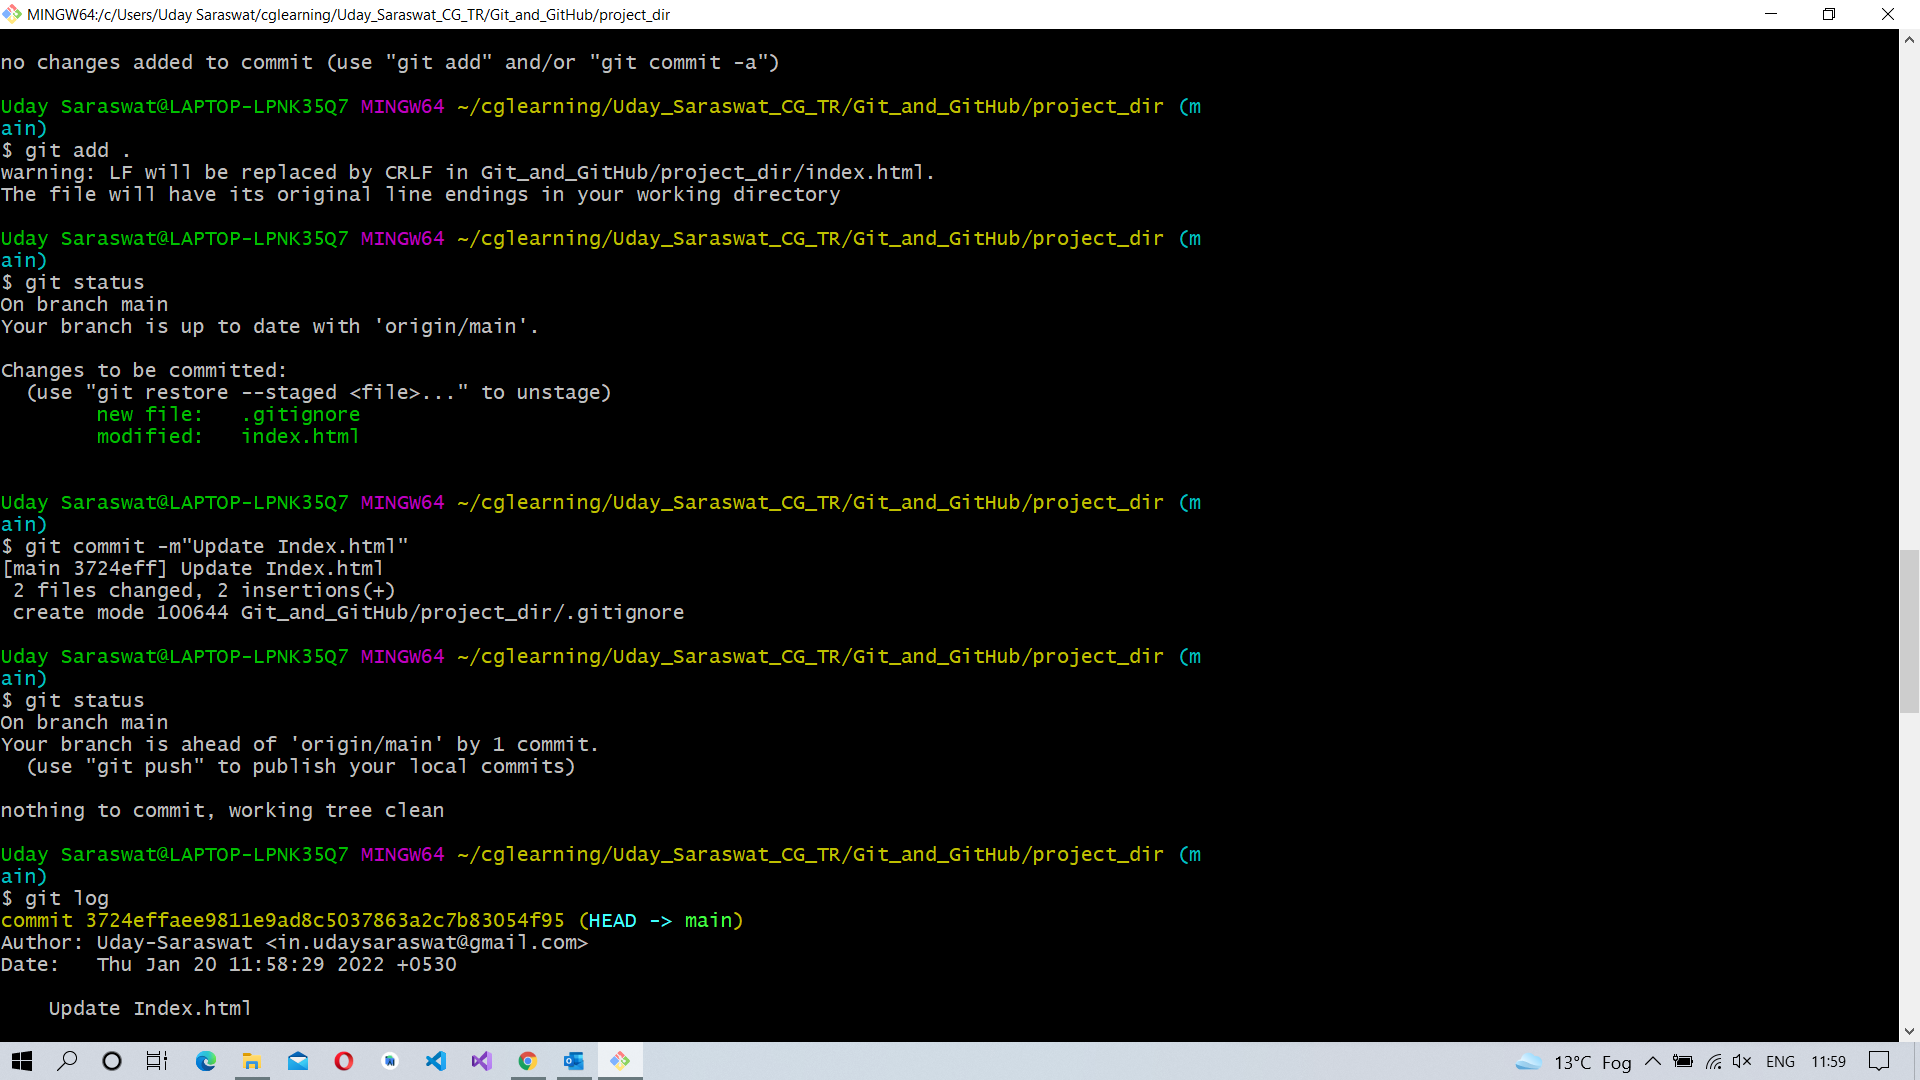 MINGW64:/c/Users/Uday Saraswat/cglearning/Uday_Saraswat_CG_TR/Git_and_GitHub/project_dir
no changes added to commit (use "git add" and/or "git commit -a")
Uday Saraswat@LAPTOP-LPNK35Q7 MINGW64 ~/cglearning/Uday_Saraswat_CG_TR/Git_and_GitHub/project_dir (m
ain)
$ git add .
warning: LF will be replaced by CRLF in Git_and_GitHub/project_dir/index.html.
The file will have its original line endings in your working directory
Uday Saraswat@LAPTOP-LPNK35Q7 MINGW64 ~/cglearning/Uday_Saraswat_CG_TR/Git_and_GitHub/project_dir (m
ain)
$ git status
On branch main
Your branch is up to date with 'origin/main'.
Changes to be committed:
  (use "git restore --staged <file>..." to unstage)
        new file:   .gitignore
        modified:   index.html
Uday Saraswat@LAPTOP-LPNK35Q7 MINGW64 ~/cglearning/Uday_Saraswat_CG_TR/Git_and_GitHub/project_dir (m
ain)
$ git commit -m"Update Index.html"
[main 3724eff] Update Index.html
 2 files changed, 2 insertions(+)
 create mode 100644 Git_and_GitHub/project_dir/.gitignore
Uday Saraswat@LAPTOP-LPNK35Q7 MINGW64 ~/cglearning/Uday_Saraswat_CG_TR/Git_and_GitHub/project_dir (m
ain)
$ git status
On branch main
Your branch is ahead of 'origin/main' by 1 commit.
  (use "git push" to publish your local commits)
nothing to commit, working tree clean
Uday Saraswat@LAPTOP-LPNK35Q7 MINGW64 ~/cglearning/Uday_Saraswat_CG_TR/Git_and_GitHub/project_dir (m
ain)
$ git log
commit 3724effaee9811e9ad8c5037863a2c7b83054f95 (HEAD -> main)
Author: Uday-Saraswat <in.udaysaraswat@gmail.com>
Date:   Thu Jan 20 11:58:29 2022 +0530
    Update Index.html
13°C Fog ENG 11:59